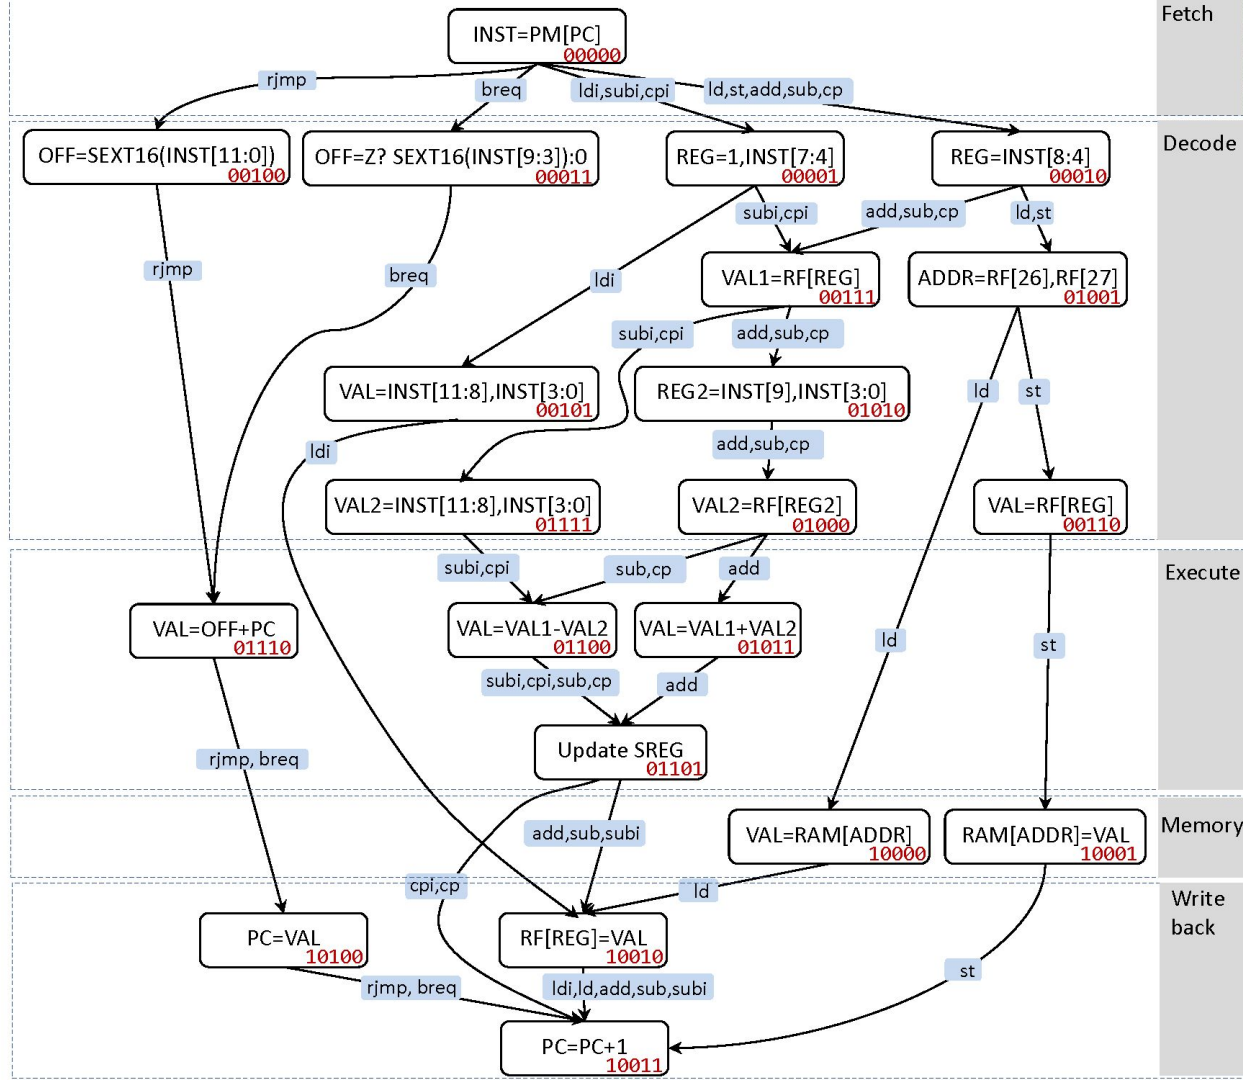 INST=PM[PC]
00000
Fetch
rjmp
breq
ldi,subi,cpi
ld,st,add,sub,cp
OFF=SEXT16(INST[11:0])
00100
OFF=Z? SEXT16(INST[9:3]):0
00011
REG=1,INST[7:4]
00001
REG=INST[8:4]
00010
Decode
subi,cpi
add,sub,cp
ld,st
rjmp
breq
ldi
VAL1=RF[REG]
00111
ADDR=RF[26],RF[27]
01001
subi,cpi
add,sub,cp
VAL=INST[11:8],INST[3:0]
00101
REG2=INST[9],INST[3:0]
01010
ld
st
ldi
add,sub,cp
VAL2=INST[11:8],INST[3:0]
01111
VAL2=RF[REG2]
01000
VAL=RF[REG]
00110
subi,cpi
sub,cp
add
Execute
VAL=OFF+PC
01110
VAL=VAL1-VAL2
01100
VAL=VAL1+VAL2
01011
ld
st
subi,cpi,sub,cp
add
Update SREG
01101
rjmp, breq
add,sub,subi
VAL=RAM[ADDR]
10000
RAM[ADDR]=VAL
10001
Memory
cpi,cp
ld
Write
back
PC=VAL
10100
RF[REG]=VAL
10010
rjmp, breq
ldi,ld,add,sub,subi
st
PC=PC+1
10011